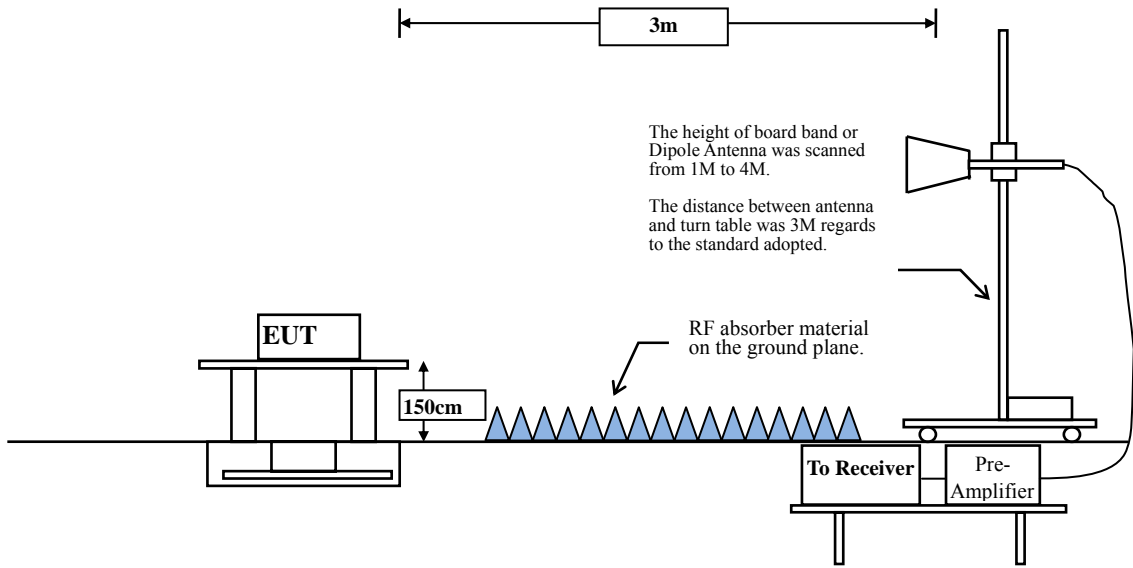 3m
The height of board band or
Dipole Antenna was scanned
from 1M to 4M.
The distance between antenna
and turn table was 3M regards
to the standard adopted.
EUT
RF absorber material
on the ground plane.
150cm
To Receiver
Pre-
Amplifier